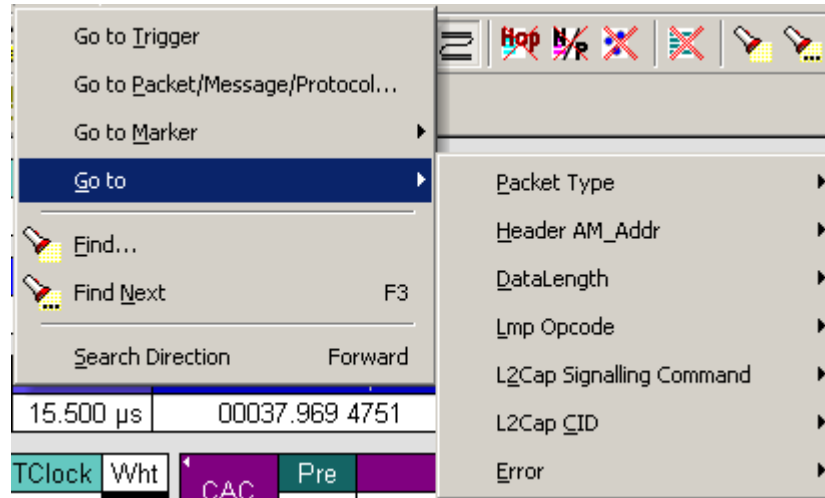 Go to Trigger
Go to Packet/Message/Protocol...
Go to Marker
Go to
Find...
Find Next F3
Search Direction Forward
Hop N/P
Packet Type
Header AM_Addr
DataLength
Lmp Opcode
L2Cap Signalling Command
L2Cap CID
Error
15.500 µs 00037.969 4751
TClock Wht CAC Pre